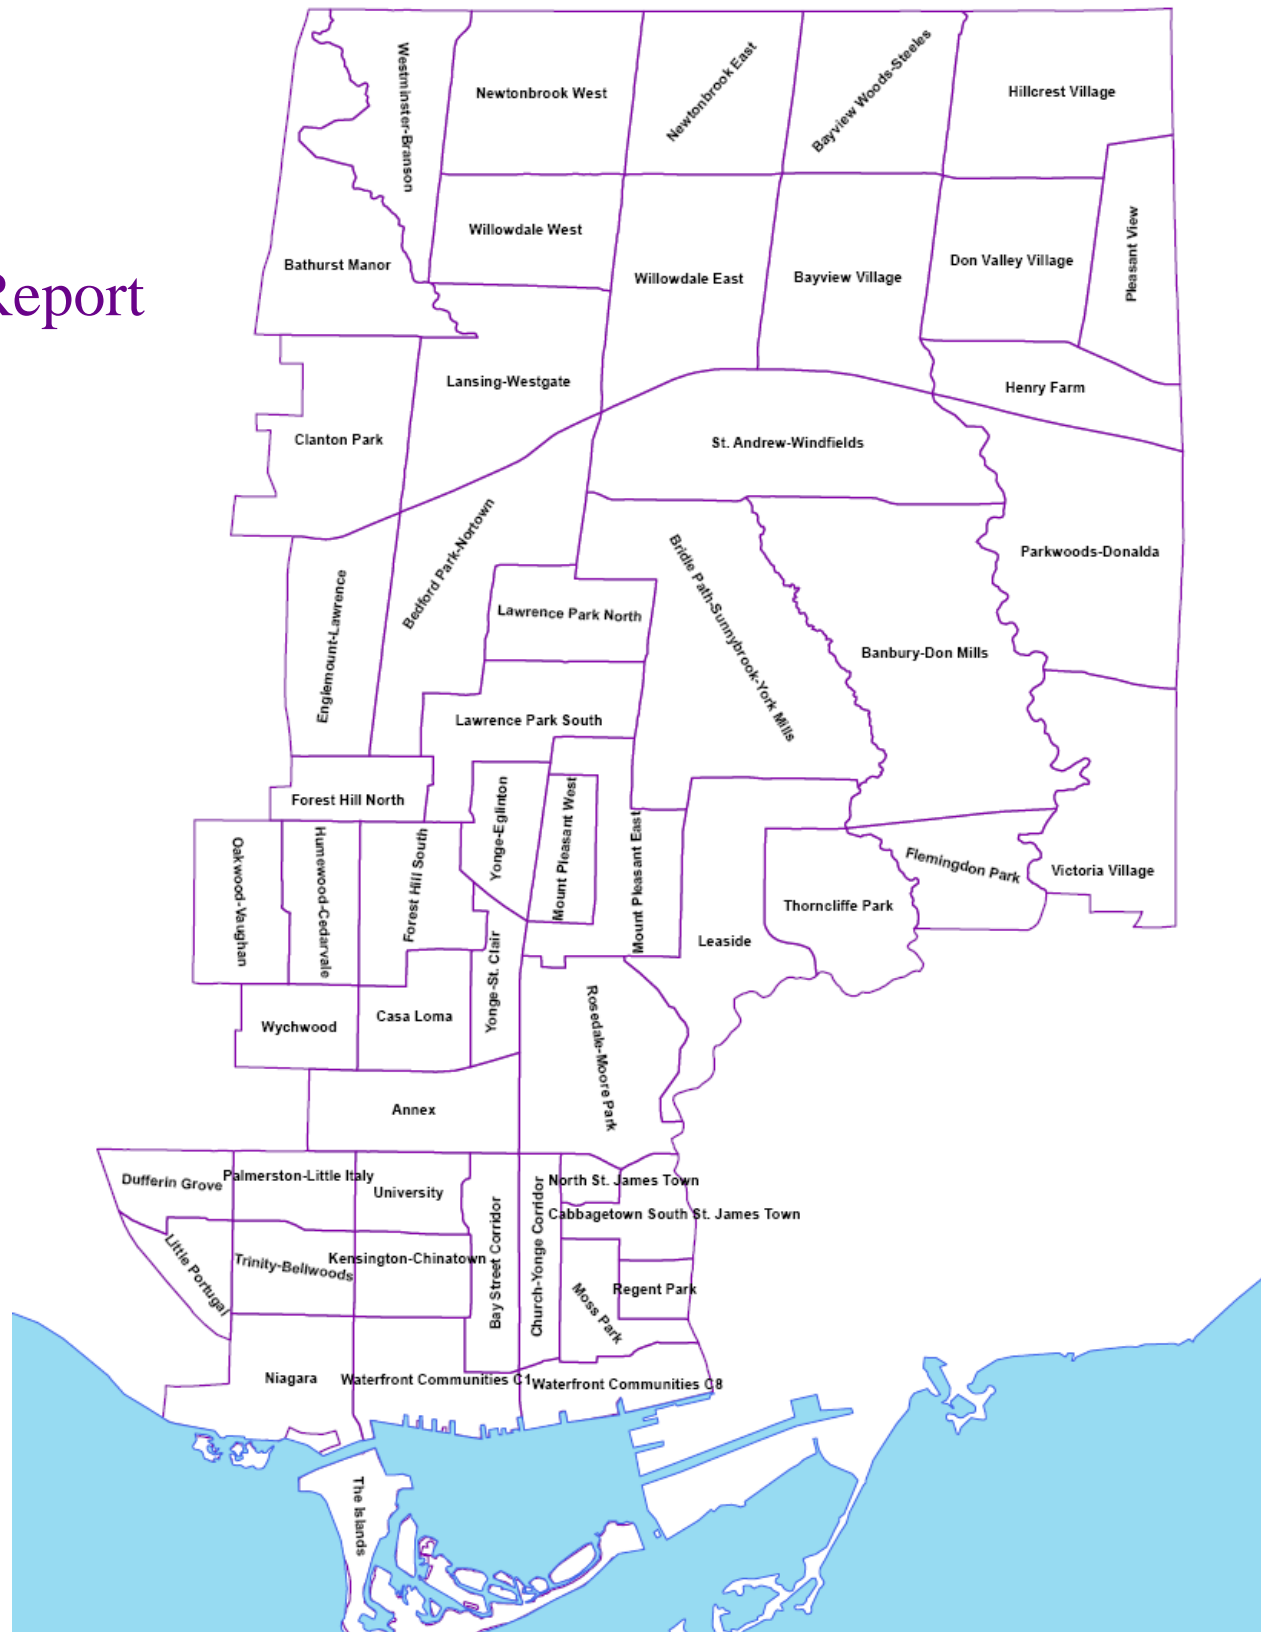 Westminster-Branson
Newtonbrook West
Newtonbrook East
Bayview Woods-Steeles
Hillcrest Village
Pleasant View
Willowdale West
Bathurst Manor
Willowdale East
Bayview Village
Don Valley Village
Report
Lansing-Westgate
Henry Farm
Clanton Park
St. Andrew-Windfields
Bedford Park-Nortown
Bridle Path-Sunnybrook-York Mills
Parkwoods-Donalda
Englemount-Lawrence
Lawrence Park North
Banbury-Don Mills
Lawrence Park South
Forest Hill North
Yonge-Eglinton
Mount Pleasant West
Mount Pleasant East
Oakwood-Vaughan
Humewood-Cedarvale
Forest Hill South
Flemingdon Park
Victoria Village
Thorncliffe Park
Leaside
Yonge-St. Clair
Casa Loma
Wychwood
Rosedale-Moore Park
Annex
Dufferin Grove
Palmerston-Little Italy
University
North St. James Town
Cabbagetown South St. James Town
Bay Street Corridor
Church-Yonge Corridor
Little Portugal
Trinity-Bellwoods
Kensington-Chinatown
Regent Park
Moss Park
Niagara
Waterfront Communities C1
Waterfront Communities C8
The Islands